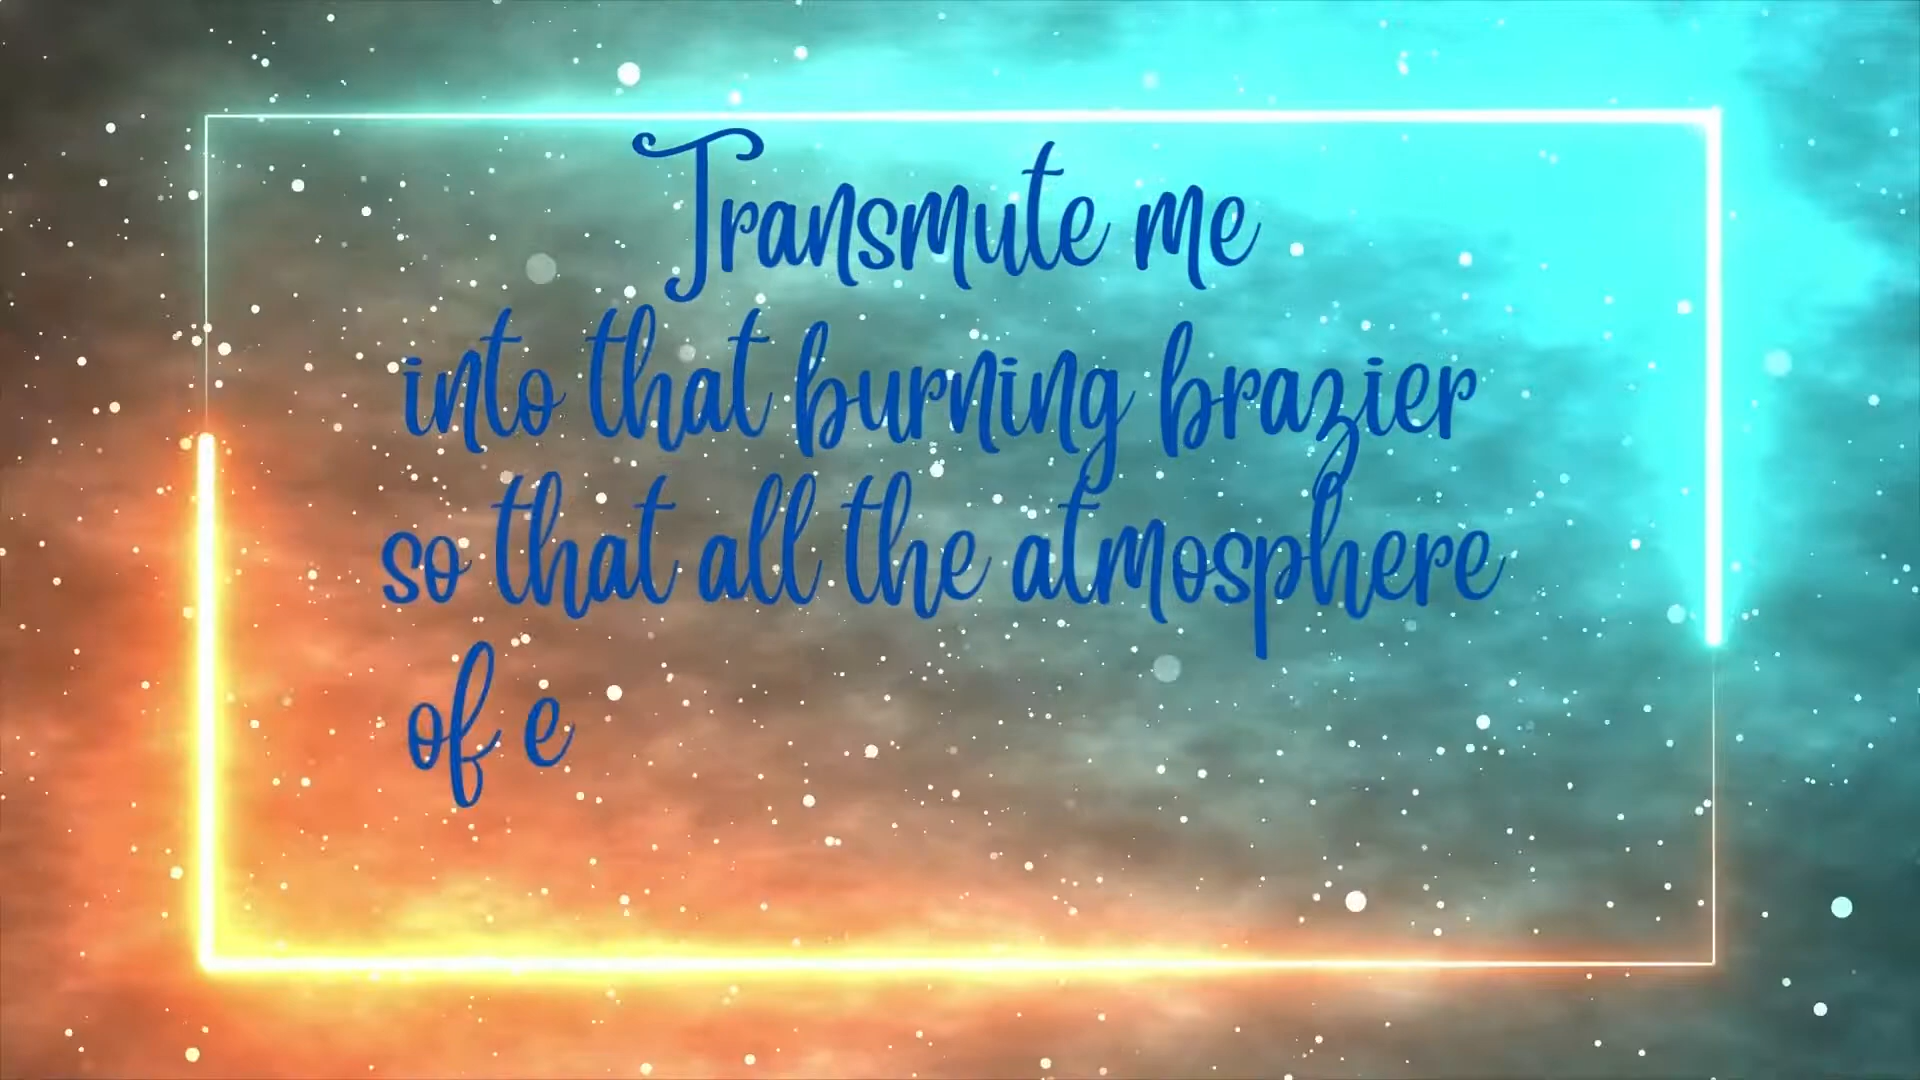 Transmute me
into that burning brazier
so that all the atmosphere
of e